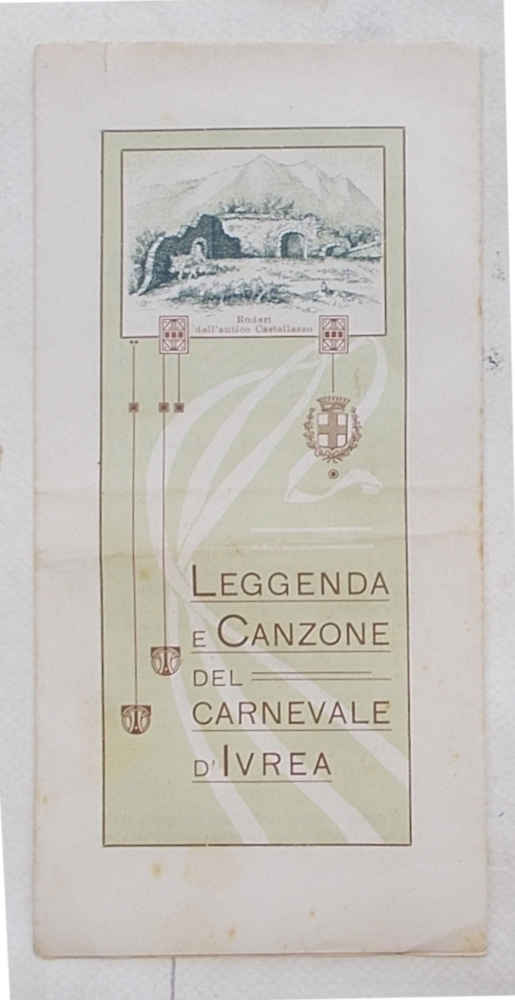 Ruderi
dell'antico Castellazzo
LEGGENDA
E CANZONE
DEL
CARNEVALE
D'IVREA